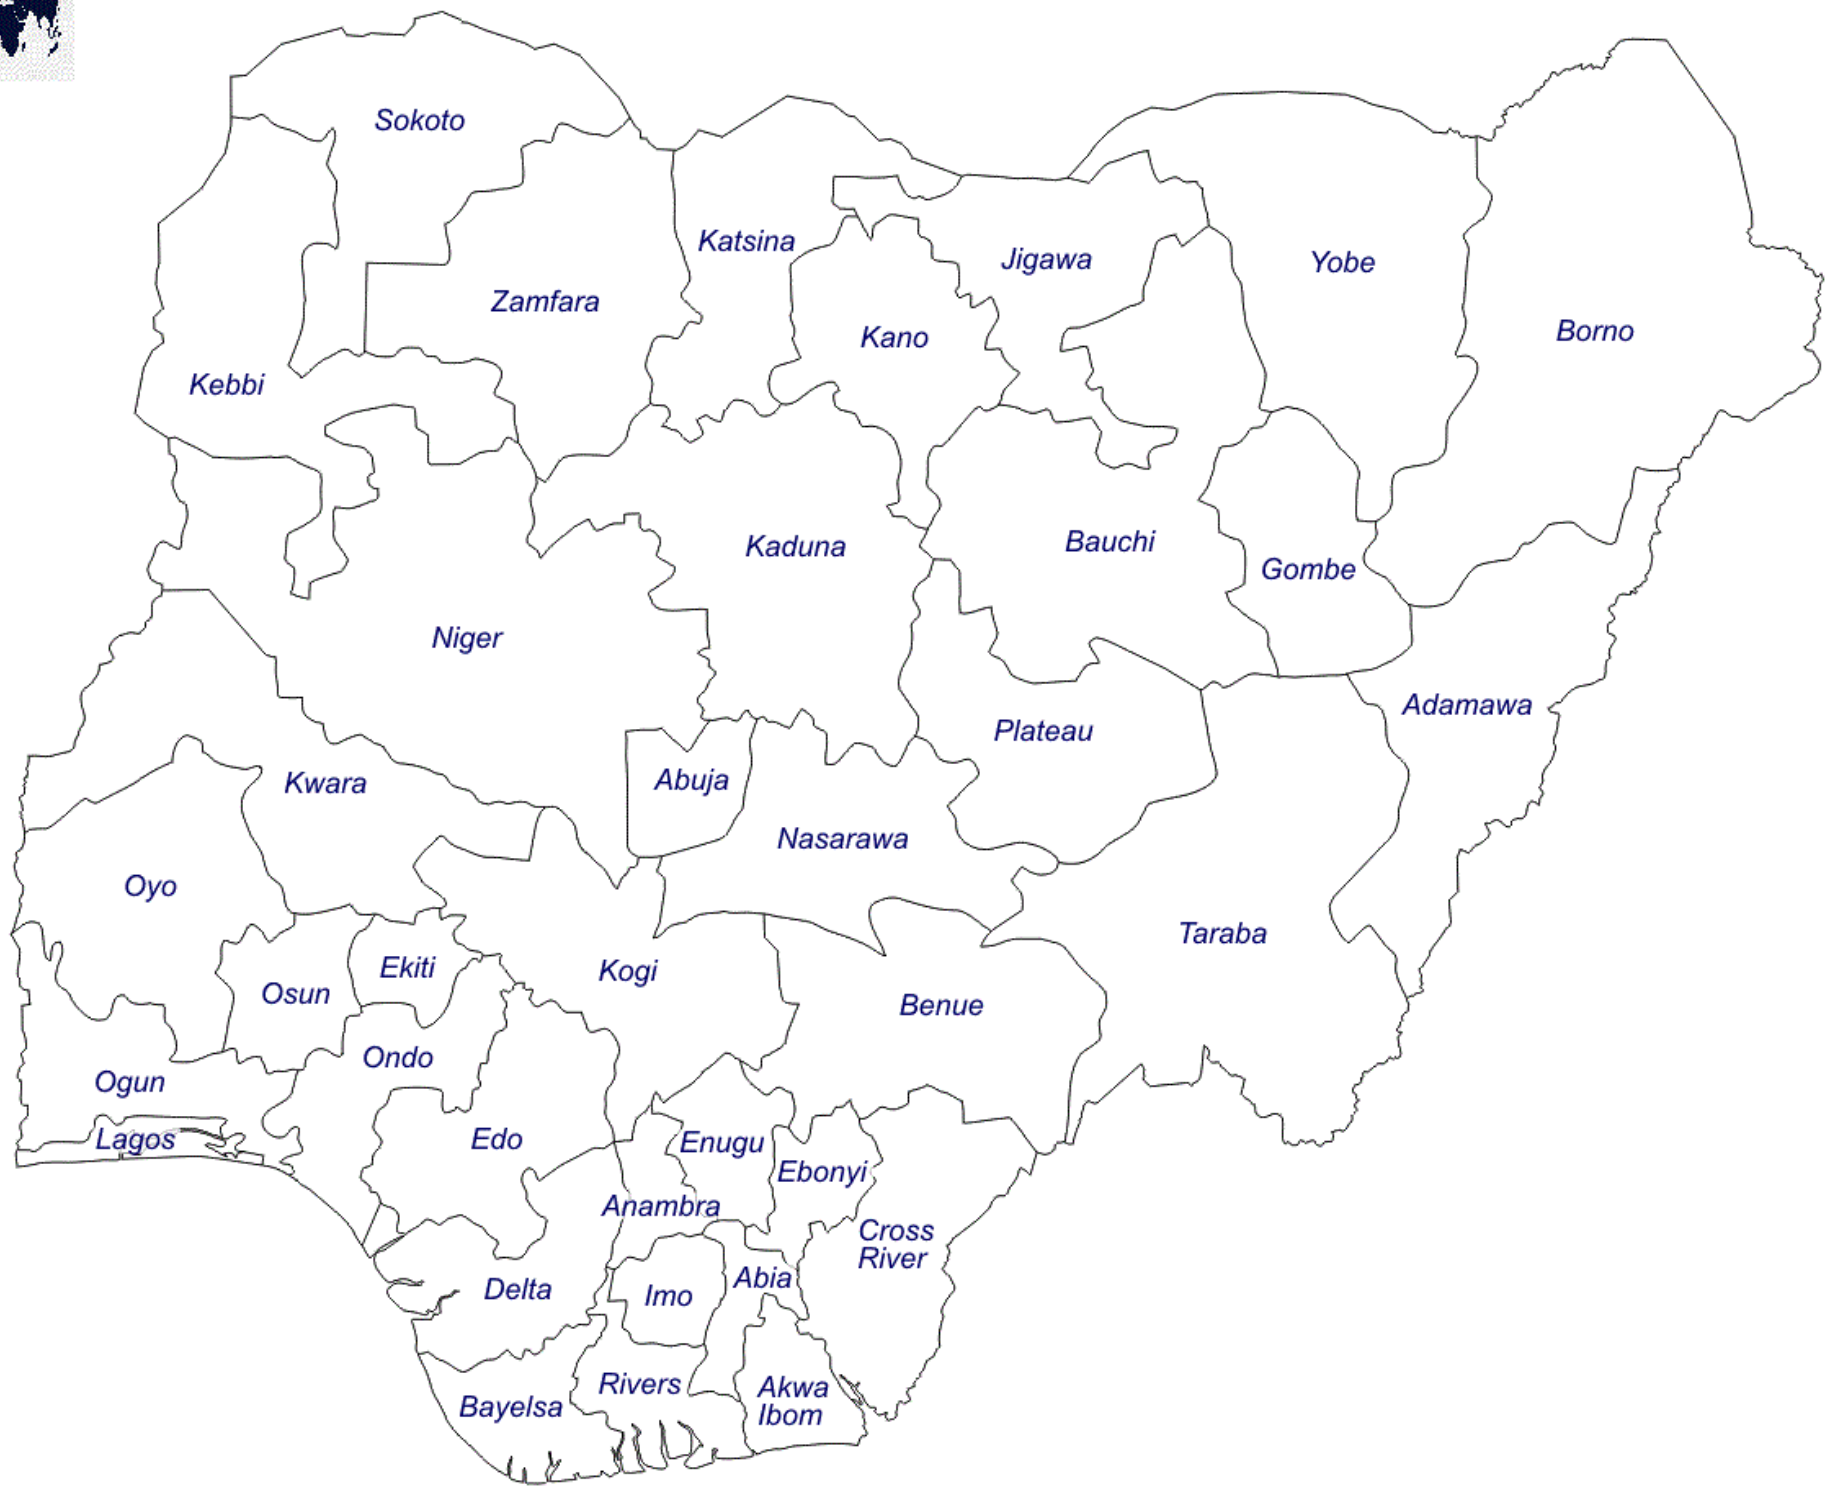 Sokoto
Katsina
Jigawa
Yobe
Zamfara
Borno
Kano
Kebbi
Kaduna
Bauchi
Gombe
Niger
Adamawa
Plateau
Abuja
Kwara
Nasarawa
Oyo
Taraba
Ekiti
Kogi
Osun
Benue
Ondo
Ogun
Lagos
Edo
Enugu
Ebonyi
Anambra
Cross
River
Abia
Delta
Imo
Rivers
Akwa
Ibom
Bayelsa